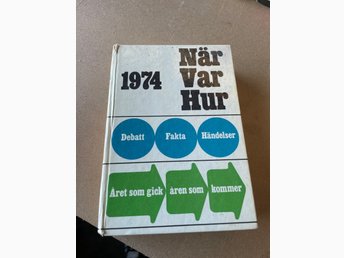 När
1974 Var
Hur
Debatt Fakta Händelser
Året som gick åren som kommer